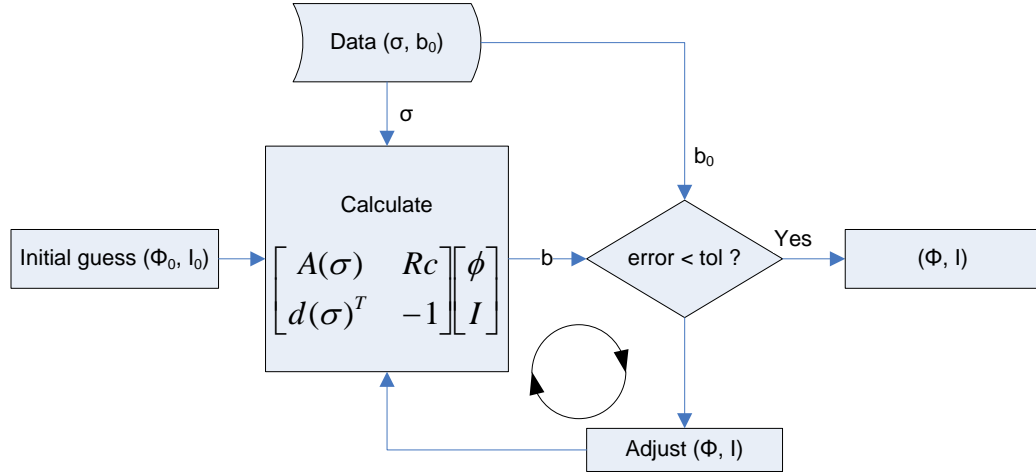 Data (σ, b₀)
σ
b₀
Calculate
Initial guess (Φ₀, I₀)
A(σ) Rc ϕ
d(σ)ᵀ −1 I
b
error < tol ?
Yes
(Φ, I)
Adjust (Φ, I)